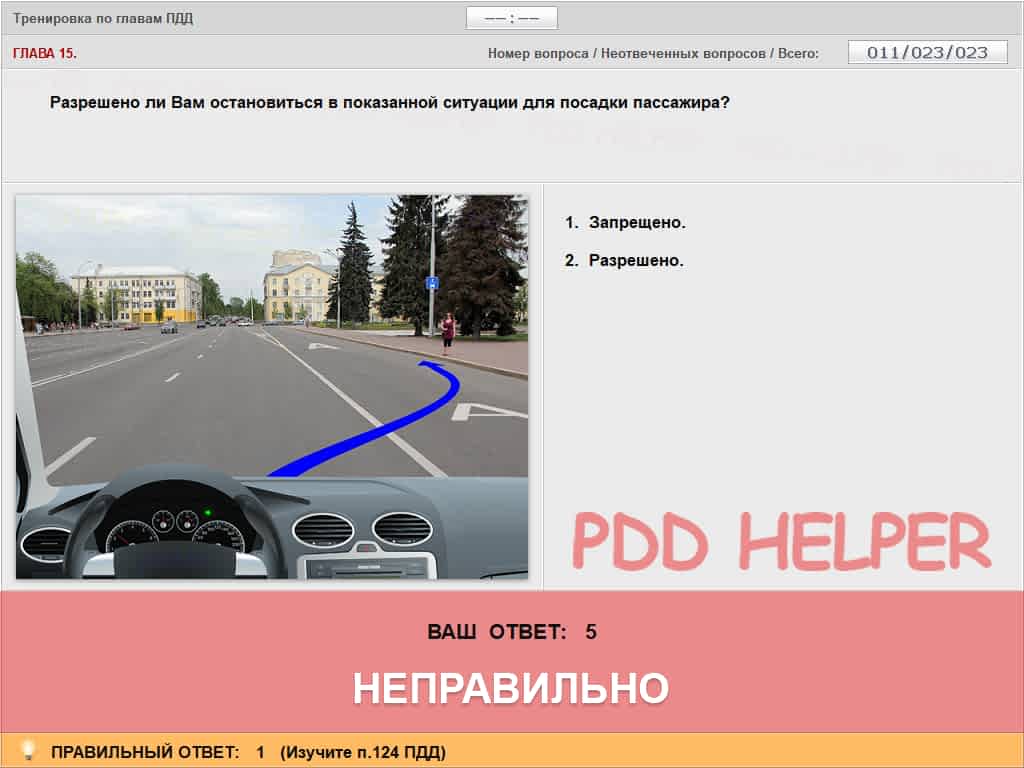 Тренировка по главам ПДД
—— : ——
ГЛАВА 15.
Номер вопроса / Неотвеченных вопросов / Всего:
011/023/023
Разрешено ли Вам остановиться в показанной ситуации для посадки пассажира?
1. Запрещено.
2. Разрешено.
PDD HELPER
ВАШ ОТВЕТ: 5
НЕПРАВИЛЬНО
ПРАВИЛЬНЫЙ ОТВЕТ: 1 (Изучите п.124 ПДД)